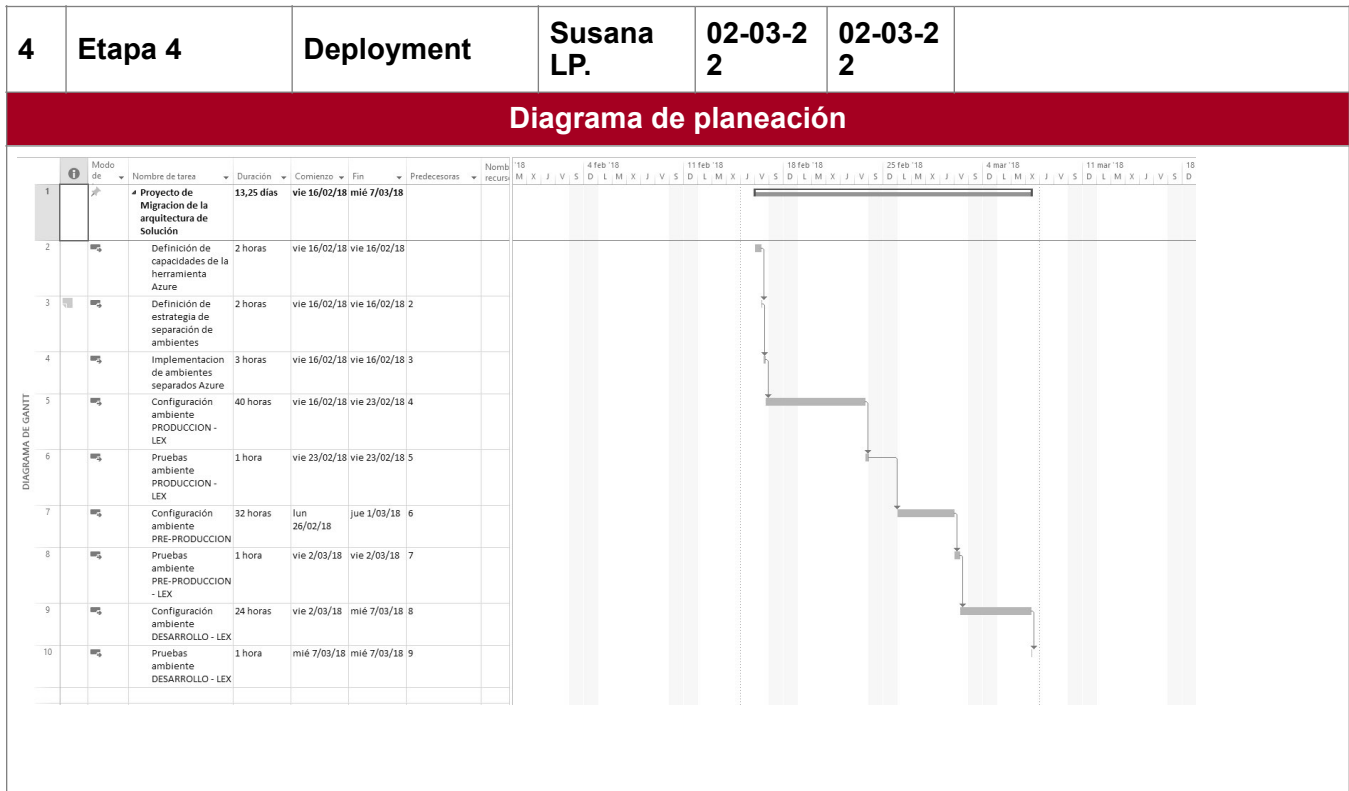 4 Etapa 4 Deployment Susana 02-03-2 02-03-2
LP. 2 2
Diagrama de planeación
Modo de Nombre de tarea Duración Comienzo Fin Predecesoras Nomb recurs
'18 4 feb '18 11 feb '18 18 feb '18 25 feb '18 4 mar '18 11 mar '18 18
M X J V S D L M X J V S D L M X J V S D L M X J V S D L M X J V S D L M X J V S D L M X J V S D
DIAGRAMA DE GANTT
1 Proyecto de 13,25 días vie 16/02/18 mié 7/03/18
Migracion de la
arquitectura de
Solución
2 Definición de 2 horas vie 16/02/18 vie 16/02/18
capacidades de la
herramienta
Azure
3 Definición de 2 horas vie 16/02/18 vie 16/02/18 2
estrategia de
separación de
ambientes
4 Implementacion 3 horas vie 16/02/18 vie 16/02/18 3
de ambientes
separados Azure
5 Configuración 40 horas vie 16/02/18 vie 23/02/18 4
ambiente
PRODUCCION -
LEX
6 Pruebas 1 hora vie 23/02/18 vie 23/02/18 5
ambiente
PRODUCCION -
LEX
7 Configuración 32 horas lun jue 1/03/18 6
ambiente 26/02/18
PRE-PRODUCCION
8 Pruebas 1 hora vie 2/03/18 vie 2/03/18 7
ambiente
PRE-PRODUCCION
- LEX
9 Configuración 24 horas vie 2/03/18 mié 7/03/18 8
ambiente
DESARROLLO - LEX
10 Pruebas 1 hora mié 7/03/18 mié 7/03/18 9
ambiente
DESARROLLO - LEX